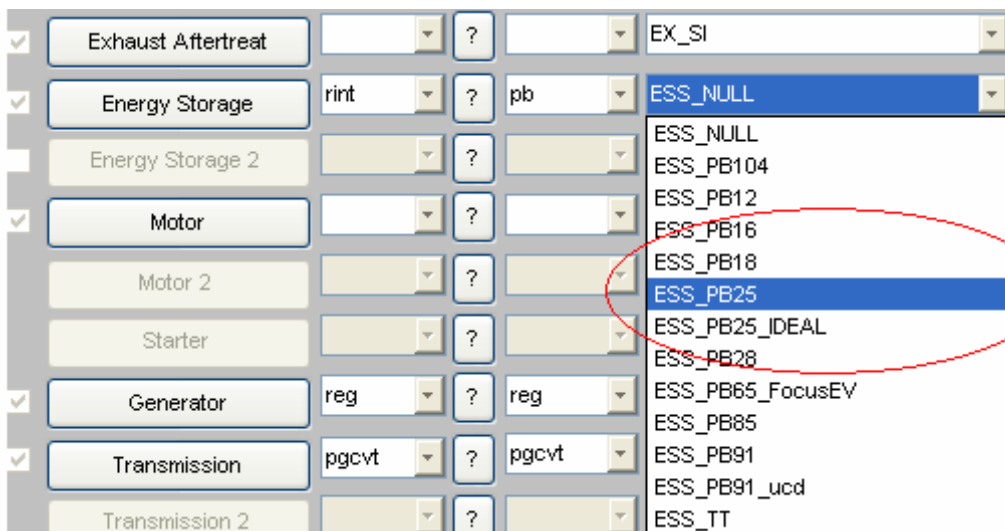 Exhaust Aftertreat ? EX_SI
Energy Storage rint ? pb ESS_NULL
ESS_NULL
Energy Storage 2 ? ESS_PB104
ESS_PB12
Motor ? ESS_PB16
ESS_PB18
Motor 2 ? ESS_PB25
ESS_PB25_IDEAL
Starter ? ESS_PB28
Generator reg ? reg ESS_PB65_FocusEV
ESS_PB85
Transmission pgcvt ? pgcvt ESS_PB91
ESS_PB91_ucd
Transmission 2 ? ESS_TT